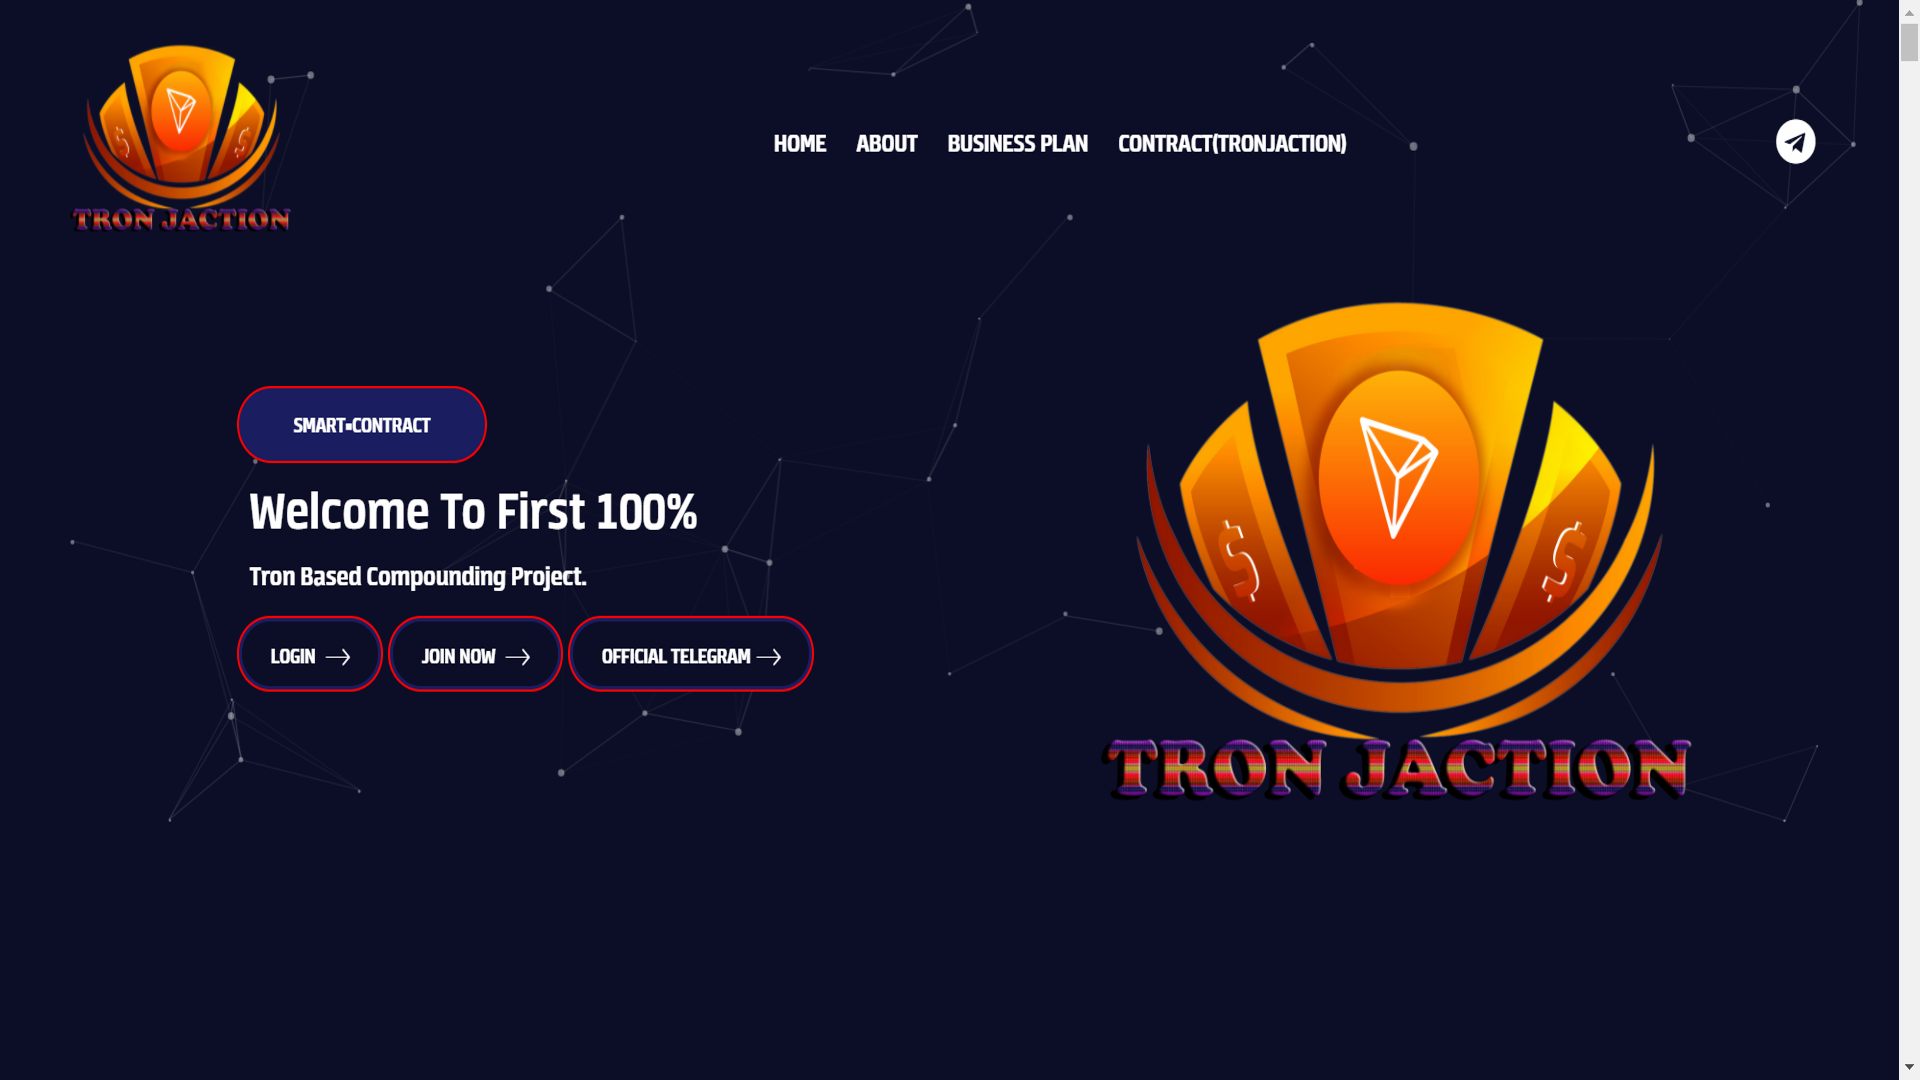 TRON JACTION
HOME ABOUT BUSINESS PLAN CONTRACT(TRONJACTION)
SMART▪CONTRACT
Welcome To First 100%
Tron Based Compounding Project.
LOGIN JOIN NOW OFFICIAL TELEGRAM
$ $
TRON JACTION